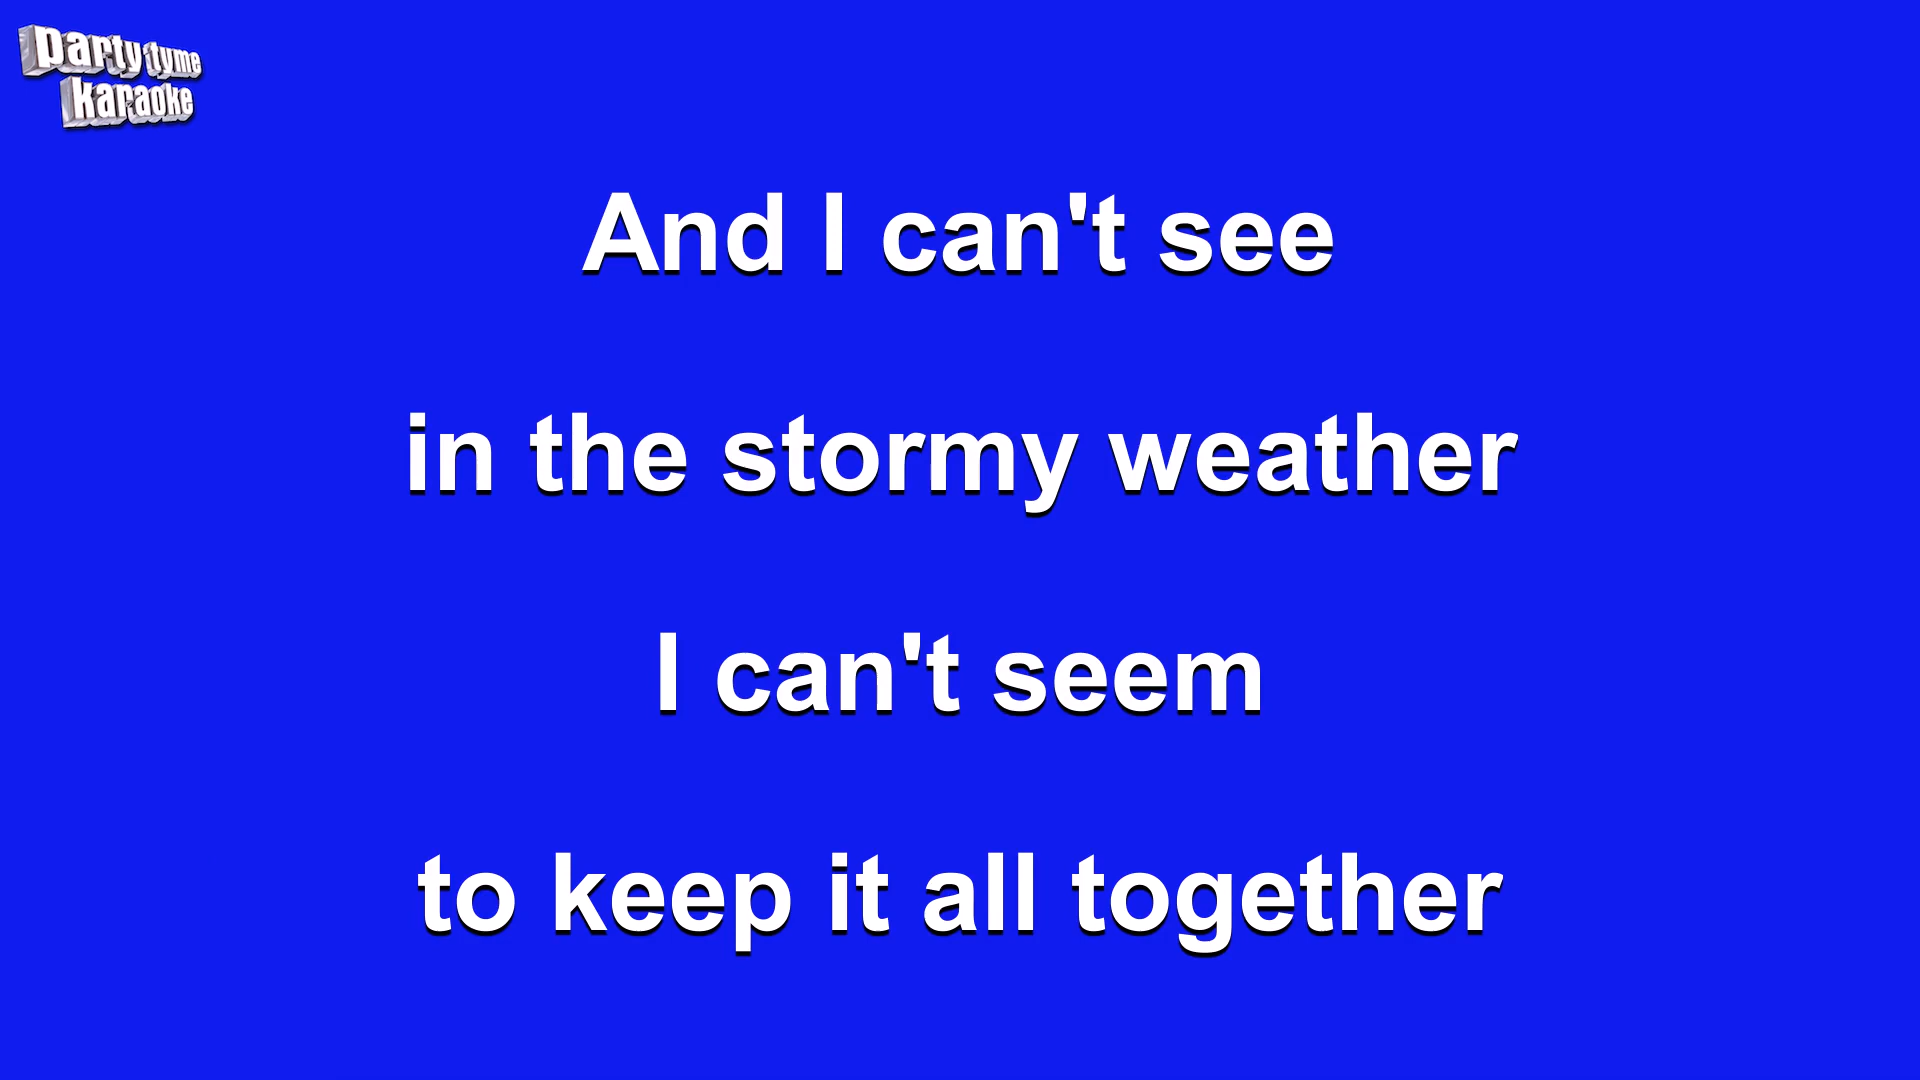 party tyme
karaoke
And I can't see
in the stormy weather
I can't seem
to keep it all together